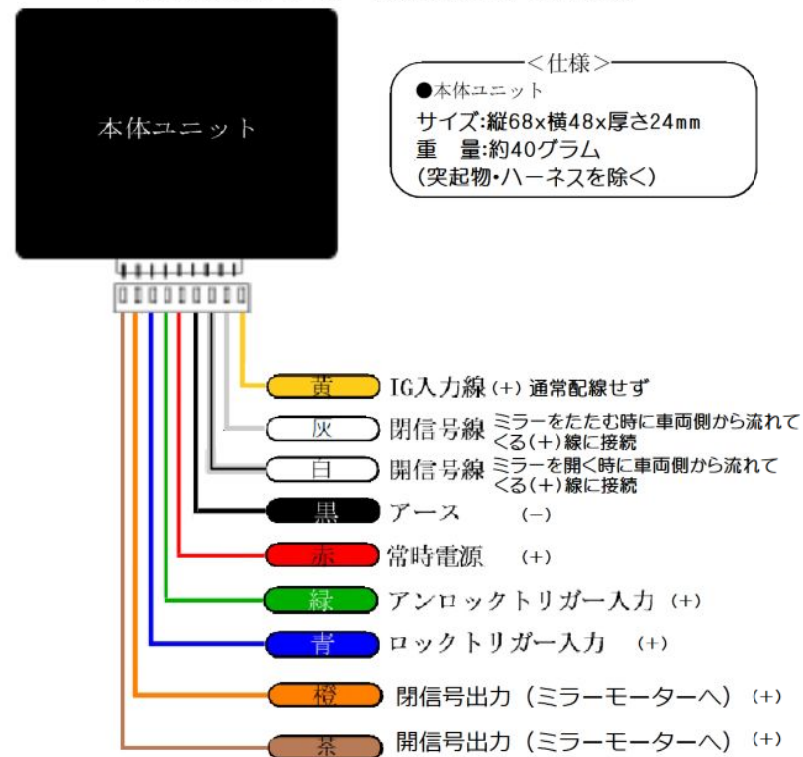 本体ユニット
<仕様>
●本体ユニット
サイズ:縦68x横48x厚さ24mm
重 量:約40グラム
(突起物・ハーネスを除く)
黄 IG入力線(+) 通常配線せず
灰 閉信号線 ミラーをたたむ時に車両側から流れて
くる(+)線に接続
白 開信号線 ミラーを開く時に車両側から流れて
くる(+)線に接続
黒 アース (-)
赤 常時電源 (+)
緑 アンロックトリガー入力 (+)
青 ロックトリガー入力 (+)
橙 閉信号出力(ミラーモーターへ) (+)
茶 開信号出力(ミラーモーターへ) (+)